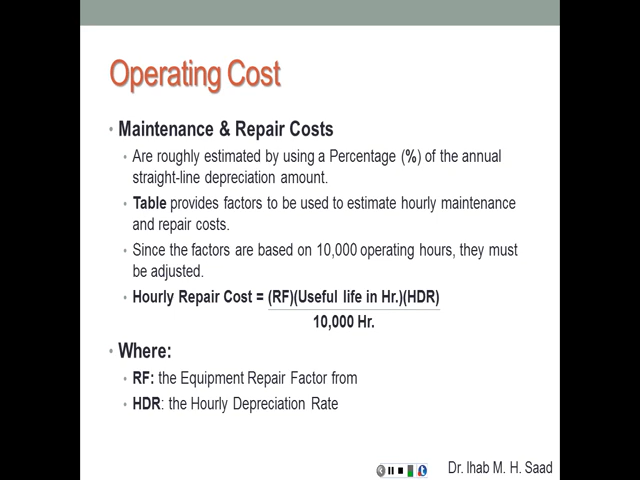 Operating Cost
• Maintenance & Repair Costs
• Are roughly estimated by using a Percentage (%) of the annual
straight-line depreciation amount.
• Table provides factors to be used to estimate hourly maintenance
and repair costs.
• Since the factors are based on 10,000 operating hours, they must
be adjusted.
• Hourly Repair Cost = (RF)(Useful life in Hr.)(HDR)
10,000 Hr.
• Where:
• RF: the Equipment Repair Factor from
• HDR: the Hourly Depreciation Rate
Dr. Ihab M. H. Saad